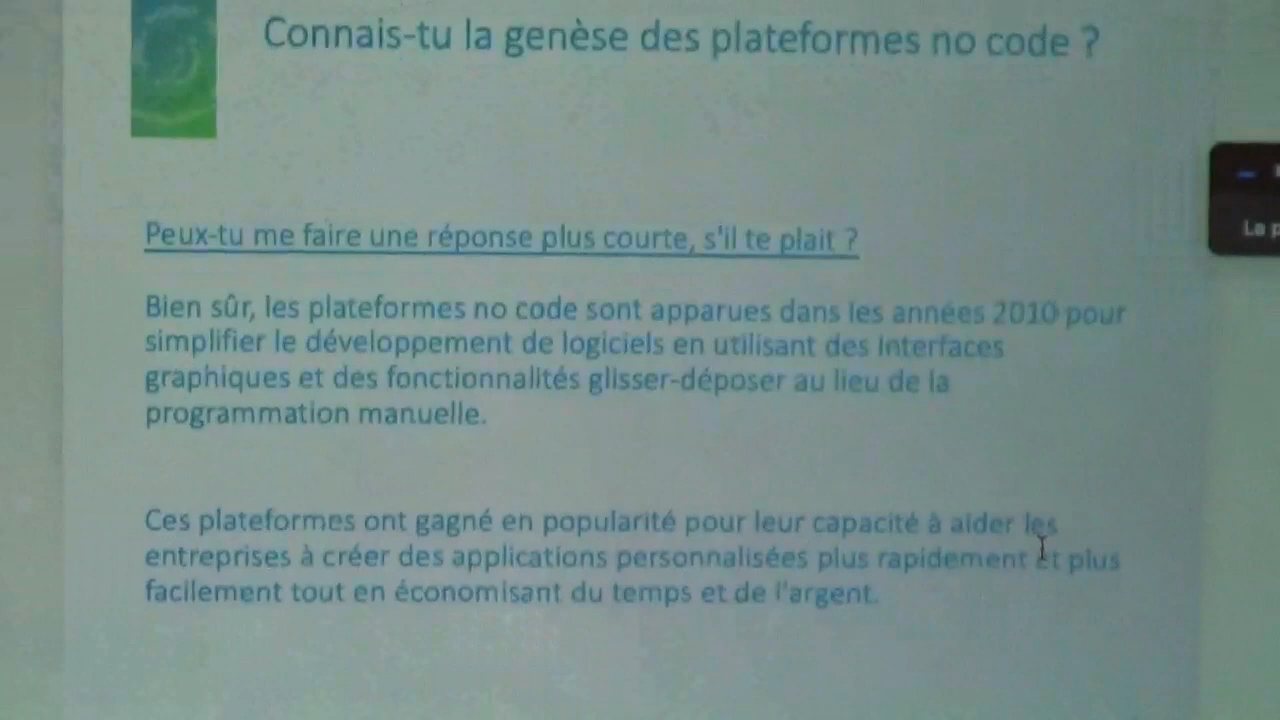 Connais-tu la genèse des plateformes no code ?
Peux-tu me faire une réponse plus courte, s'il te plait ?
Bien sûr, les plateformes no code sont apparues dans les années 2010 pour
simplifier le développement de logiciels en utilisant des interfaces
graphiques et des fonctionnalités glisser-déposer au lieu de la
programmation manuelle.
Ces plateformes ont gagné en popularité pour leur capacité à aider les
entreprises à créer des applications personnalisées plus rapidement et plus
facilement tout en économisant du temps et de l'argent.
La